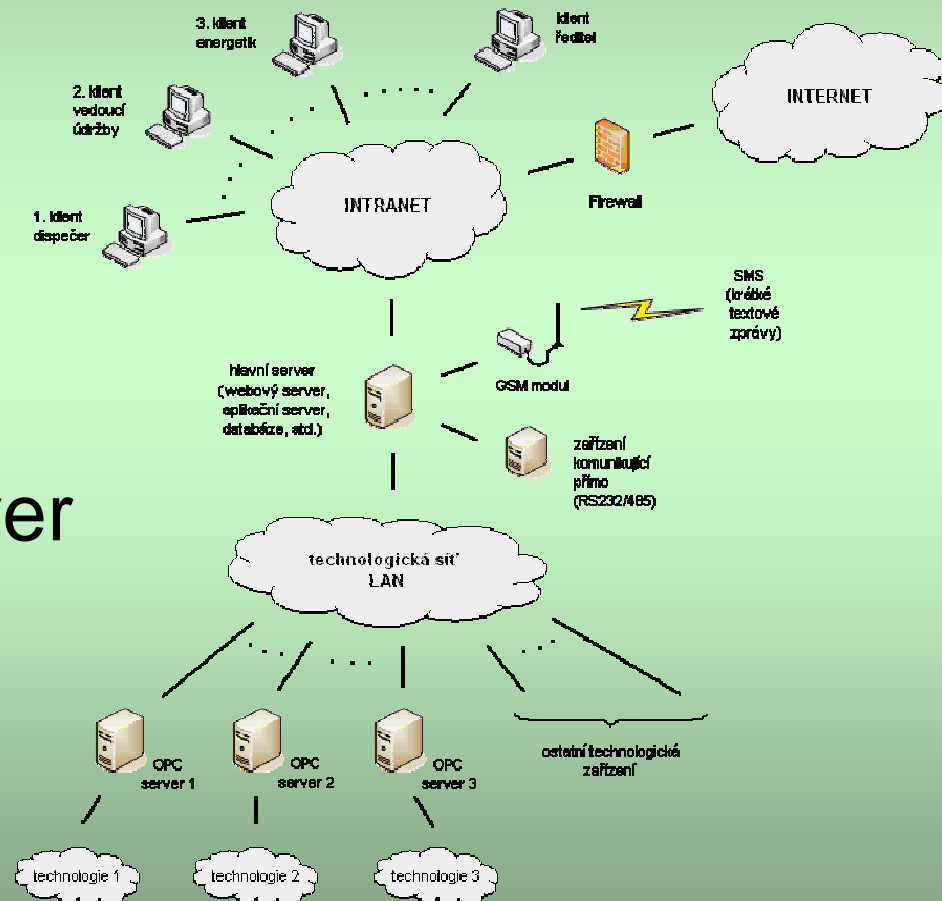 3. klient
energetik
klient
ředitel
2. klient
vedoucí
údržby
INTERNET
INTRANET
Firewall
1. klient
dispečer
SMS
(krátké
textové
zprávy)
hlavní server
(webový server,
aplikační server,
databáze, atd.)
GSM modul
zařízení
komunikující
přímo
(RS232/485)
technologická síť
LAN
OPC
server 1
OPC
server 2
OPC
server 3
ostatní technologická
zařízení
technologie 1
technologie 2
technologie 3